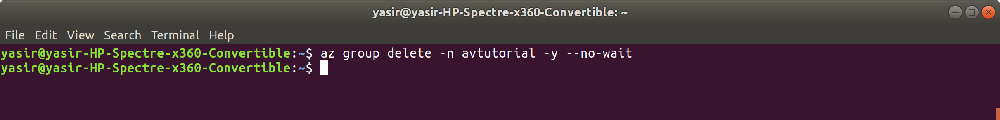 yasir@yasir-HP-Spectre-x360-Convertible: ~
File Edit View Search Terminal Help
yasir@yasir-HP-Spectre-x360-Convertible:~$ az group delete -n avtutorial -y --no-wait
yasir@yasir-HP-Spectre-x360-Convertible:~$